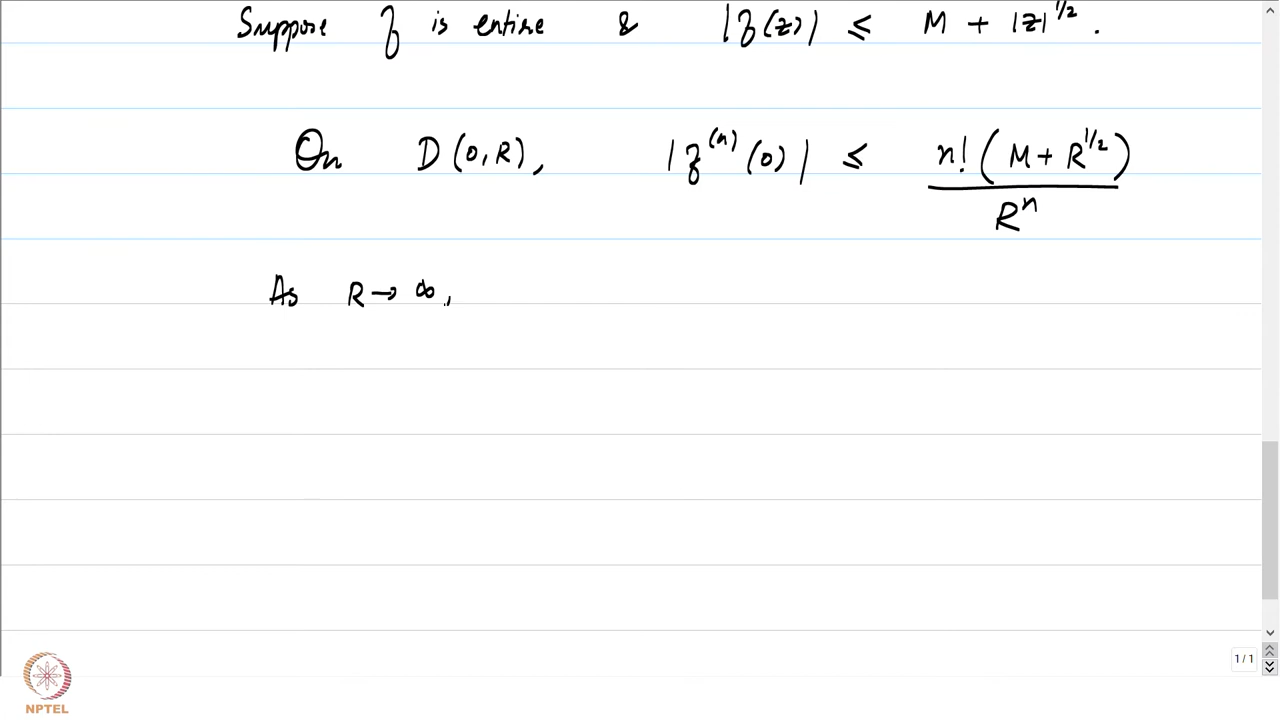 Suppose f is entire & |f(z)| ≤ M + |z|^{1/2}.
On D(0,R), |f^{(n)}(0)| ≤ n!(M + R^{1/2}) / R^n
As R → ∞,
1 / 1
NPTEL